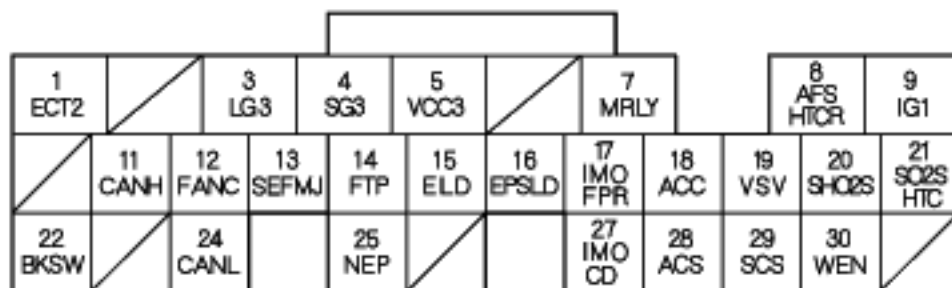 1 ECT2
3 LG3
4 SG3
5 VCC3
7 MRLY
8 AFS HTCR
9 IG1
11 CANH
12 FANC
13 SEFMJ
14 FTP
15 ELD
16 EPSLD
17 IMO FPR
18 ACC
19 VSV
20 SHO2S
21 SO2S HTC
22 BKSW
24 CANL
25 NEP
27 IMO CD
28 ACS
29 SCS
30 WEN